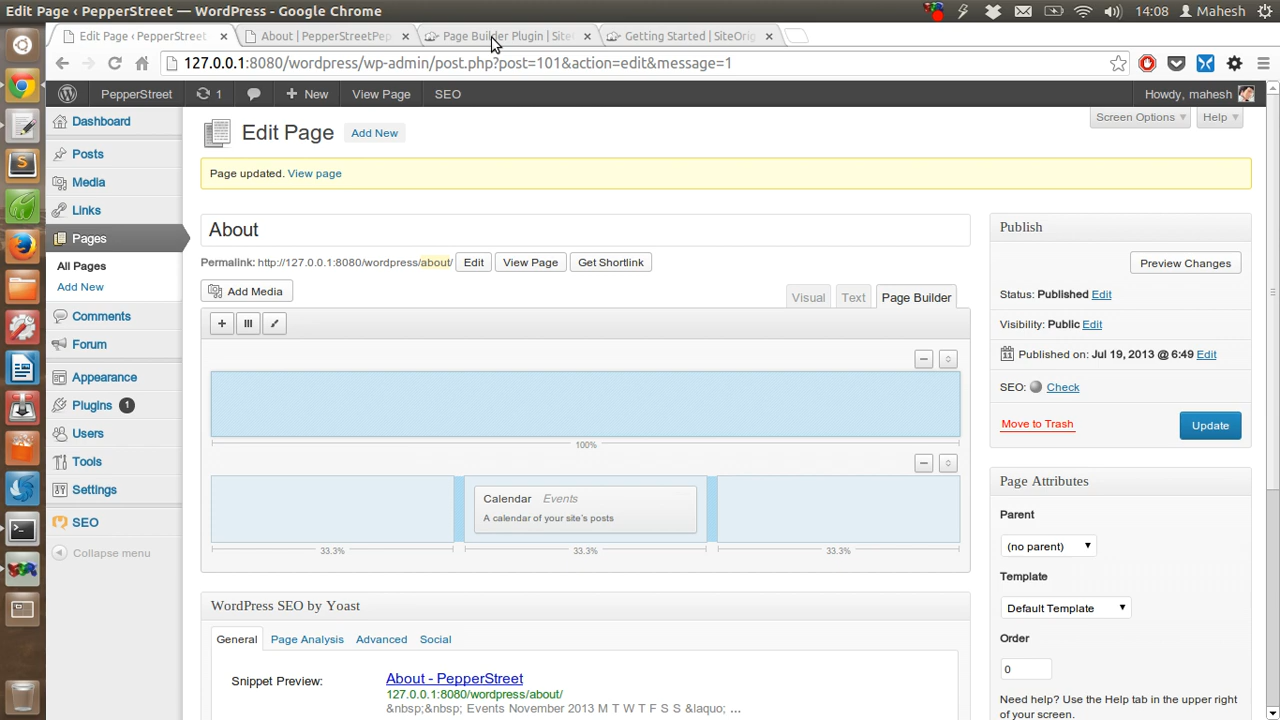 Edit Page ‹ PepperStreet — WordPress - Google Chrome
14:08 Mahesh
Edit Page ‹ PepperStreet
About | PepperStreetPep
Page Builder Plugin | Site
Getting Started | SiteOrig
127.0.0.1:8080/wordpress/wp-admin/post.php?post=101&action=edit&message=1
PepperStreet 1 New View Page SEO Howdy, mahesh
Dashboard
Posts
Media
Links
Pages
All Pages
Add New
Comments
Forum
Appearance
Plugins 1
Users
Tools
Settings
SEO
Collapse menu
Screen Options Help
Edit Page Add New
Page updated. View page
About
Permalink: http://127.0.0.1:8080/wordpress/about/ Edit View Page Get Shortlink
Add Media
Visual Text Page Builder
100%
Calendar Events
A calendar of your site's posts
33.3% 33.3% 33.3%
WordPress SEO by Yoast
General Page Analysis Advanced Social
Snippet Preview:
About - PepperStreet
127.0.0.1:8080/wordpress/about/
&nbsp;&nbsp; Events November 2013 M T W T F S S &laquo; ...
Publish
Preview Changes
Status: Published Edit
Visibility: Public Edit
Published on: Jul 19, 2013 @ 6:49 Edit
SEO: Check
Move to Trash Update
Page Attributes
Parent
(no parent)
Template
Default Template
Order
0
Need help? Use the Help tab in the upper right
of your screen.